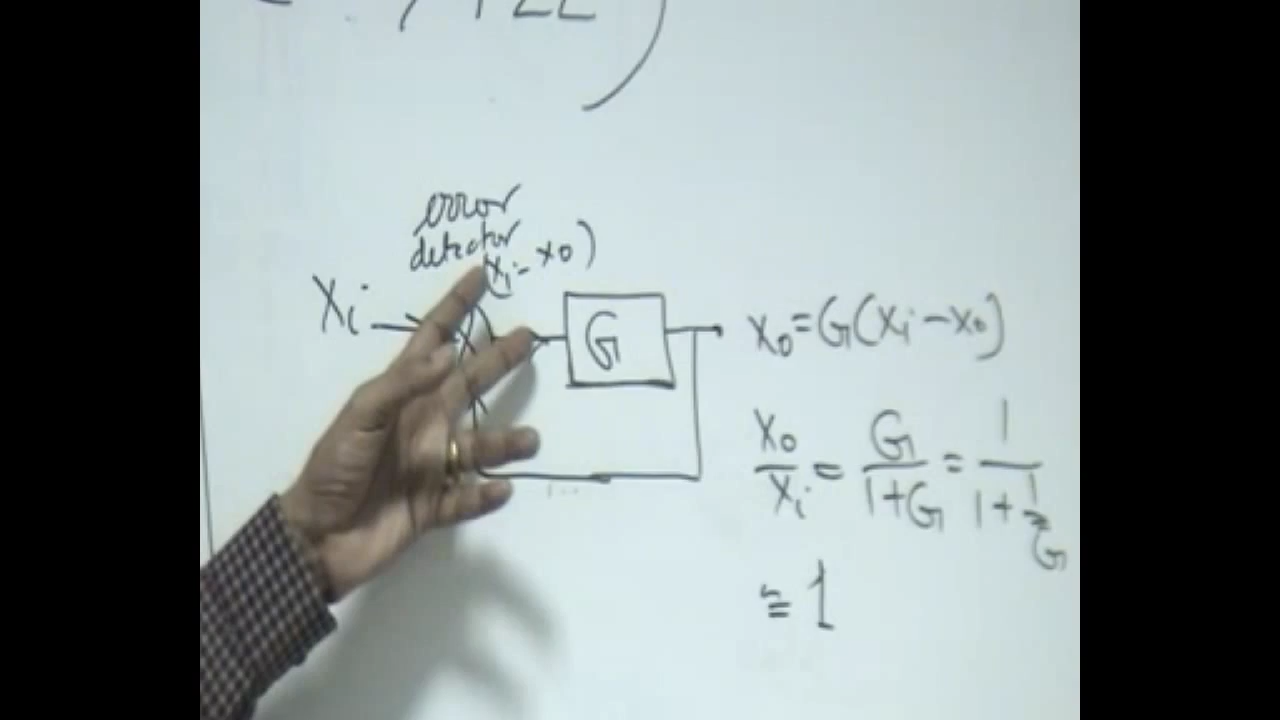 error
detector
(xi - xo)
Xi
G
xo = G(xi - xo)
xo/xi = G/(1+G) = 1/(1+1/G)
≅ 1